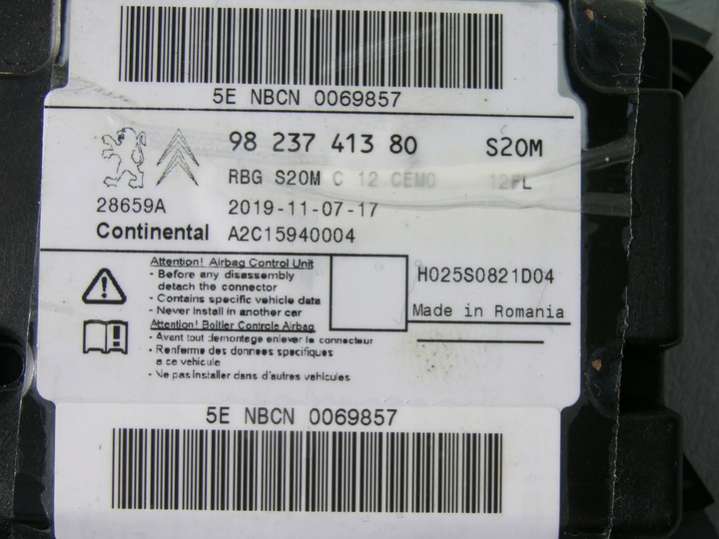 5E NBCN 0069857
98 237 413 80 S20M
RBG S20M C 12 CEM0 12FL
28659A 2019-11-07-17
Continental A2C15940004
Attention! Airbag Control Unit
- Before any disassembly
detach the connector
- Contains specific vehicle data
- Never install in another car
H025S0821D04
Made in Romania
Attention! Boîtier Controle Airbag
- Avant tout demontage enlever le connecteur
- Renferme des donnees specifiques
a ce vehicule
- Ne pas installer dans d'autres vehicules
5E NBCN 0069857